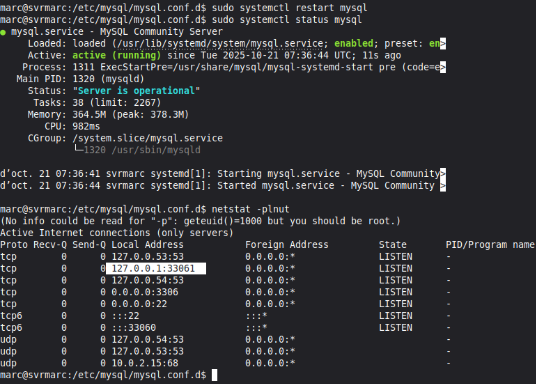 marc@svrmarc:/etc/mysql/mysql.conf.d$ sudo systemctl restart mysql
marc@svrmarc:/etc/mysql/mysql.conf.d$ sudo systemctl status mysql
● mysql.service - MySQL Community Server
Loaded: loaded (/usr/lib/systemd/system/mysql.service; enabled; preset: en>
Active: active (running) since Tue 2025-10-21 07:36:44 UTC; 11s ago
Process: 1311 ExecStartPre=/usr/share/mysql/mysql-systemd-start pre (code=e>
Main PID: 1320 (mysqld)
Status: "Server is operational"
Tasks: 38 (limit: 2267)
Memory: 364.5M (peak: 378.3M)
CPU: 982ms
CGroup: /system.slice/mysql.service
└─1320 /usr/sbin/mysqld
d’oct. 21 07:36:41 svrmarc systemd[1]: Starting mysql.service - MySQL Community>
d’oct. 21 07:36:44 svrmarc systemd[1]: Started mysql.service - MySQL Community >
marc@svrmarc:/etc/mysql/mysql.conf.d$ netstat -plnut
(No info could be read for "-p": geteuid()=1000 but you should be root.)
Active Internet connections (only servers)
Proto Recv-Q Send-Q Local Address Foreign Address State PID/Program name
tcp 0 0 127.0.0.53:53 0.0.0.0:* LISTEN -
tcp 0 0 127.0.0.1:33061 0.0.0.0:* LISTEN -
tcp 0 0 127.0.0.54:53 0.0.0.0:* LISTEN -
tcp 0 0 0.0.0.0:3306 0.0.0.0:* LISTEN -
tcp 0 0 0.0.0.0:22 0.0.0.0:* LISTEN -
tcp6 0 0 :::22 :::* LISTEN -
tcp6 0 0 :::33060 :::* LISTEN -
udp 0 0 127.0.0.54:53 0.0.0.0:* -
udp 0 0 127.0.0.53:53 0.0.0.0:* -
udp 0 0 10.0.2.15:68 0.0.0.0:* -
marc@svrmarc:/etc/mysql/mysql.conf.d$